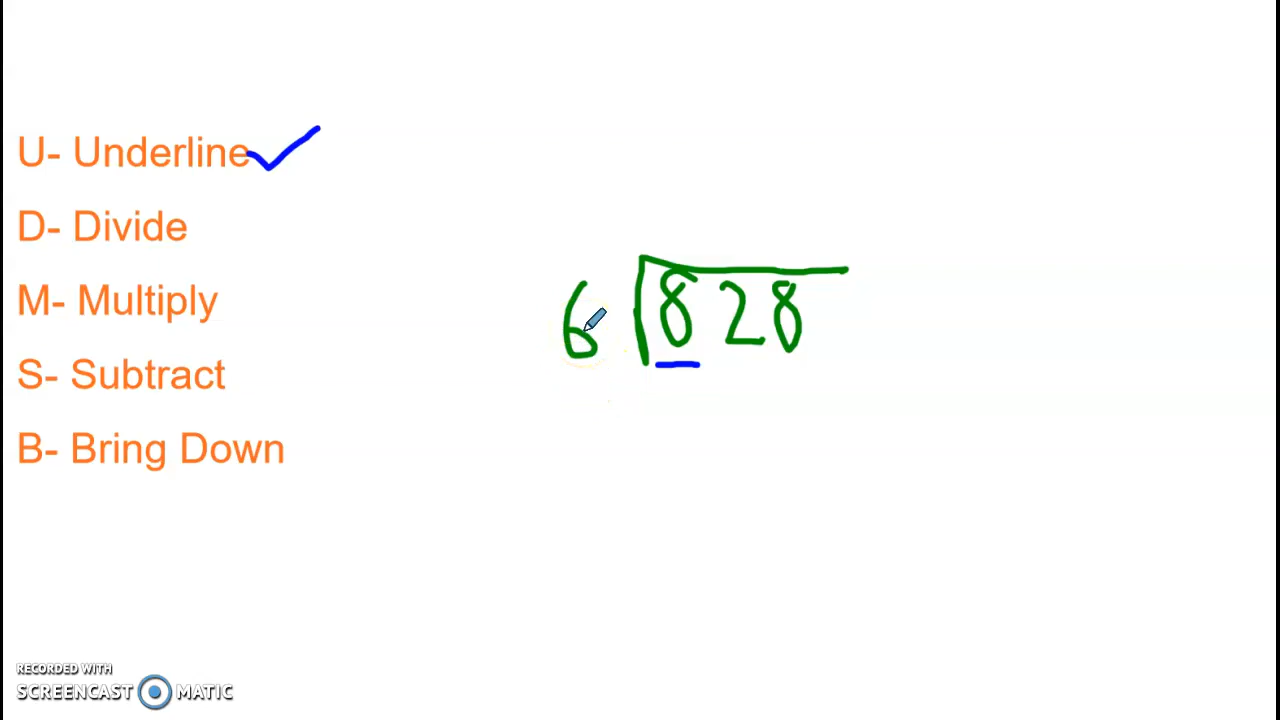 U- Underline
D- Divide
M- Multiply
S- Subtract
B- Bring Down
6 828
RECORDED WITH
SCREENCAST MATIC